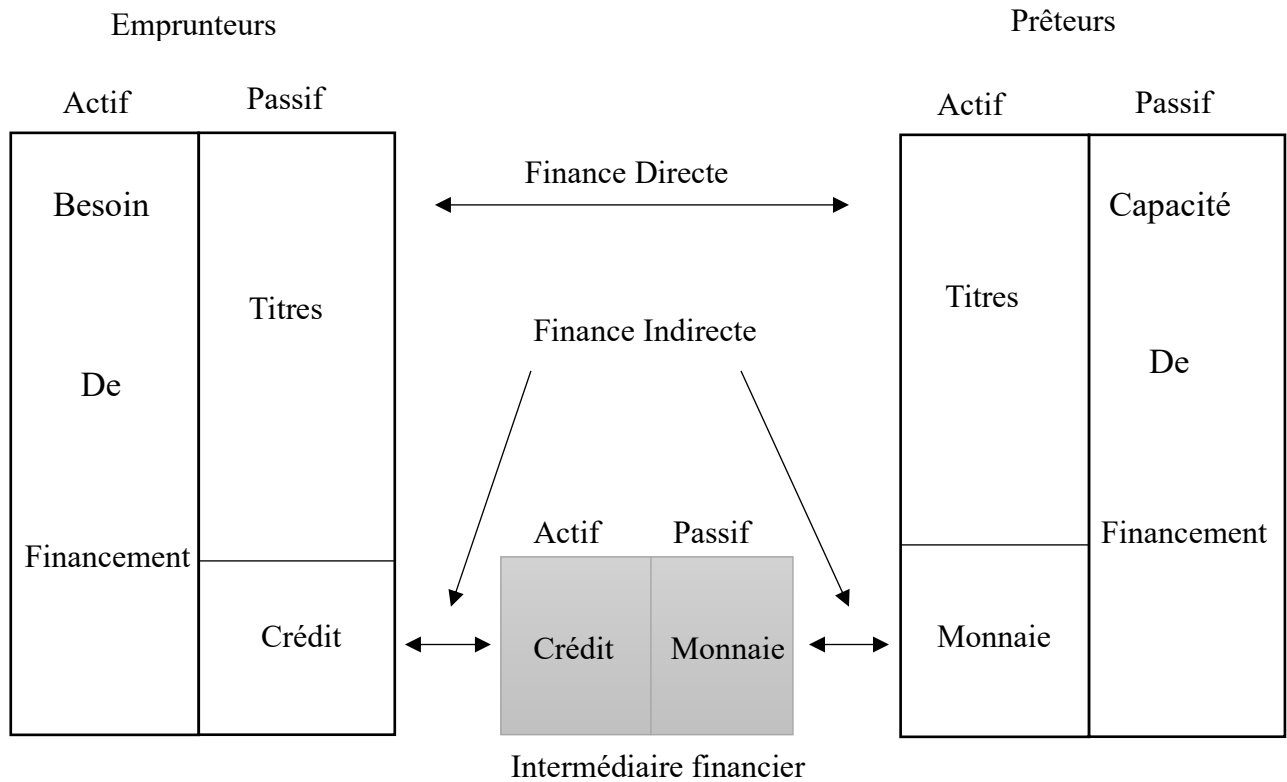 Emprunteurs
Prêteurs
Actif
Passif
Actif
Passif
Besoin
De
Financement
Titres
Crédit
Finance Directe
Finance Indirecte
Actif
Passif
Crédit
Monnaie
Intermédiaire financier
Titres
Monnaie
Capacité
De
Financement